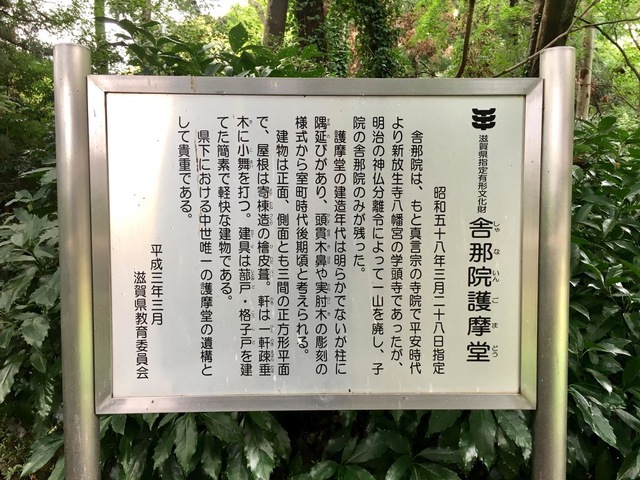 滋賀県指定有形文化財
舎那院護摩堂
しゃ な いん ご ま どう
昭和五十八年三月二十八日指定
舎那院は、もと真言宗の寺院で平安時代
より新放生寺八幡宮の学頭寺であったが、
明治の神仏分離令によって一山を廃し、子
院の舎那院のみが残った。
護摩堂の建造年代は明らかでないが柱に
隅延びがあり、頭貫木鼻や実肘木の彫刻の
様式から室町時代後期頃と考えられる。
建物は正面、側面とも三間の正方形平面
で、屋根は寄棟造の檜皮葺。軒は一軒疎垂
木に小舞を打つ。建具は蔀戸・格子戸を建
てた簡素で軽快な建物である。
県下における中世唯一の護摩堂の遺構と
して貴重である。
平成三年三月
滋賀県教育委員会